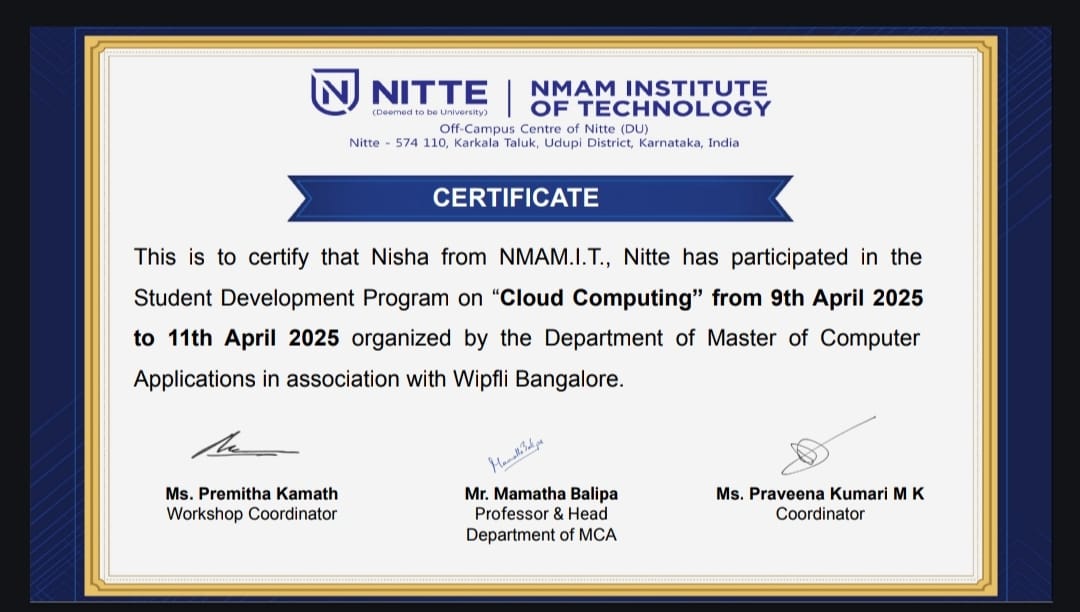 N NITTE
(Deemed to be University)
NMAM INSTITUTE
OF TECHNOLOGY
Off-Campus Centre of Nitte (DU)
Nitte - 574 110, Karkala Taluk, Udupi District, Karnataka, India
CERTIFICATE
This is to certify that Nisha from NMAM.I.T., Nitte has participated in the
Student Development Program on “Cloud Computing” from 9th April 2025
to 11th April 2025 organized by the Department of Master of Computer
Applications in association with Wipfli Bangalore.
Mamatha Balipa
Ms. Premitha Kamath
Workshop Coordinator
Mr. Mamatha Balipa
Professor & Head
Department of MCA
Ms. Praveena Kumari M K
Coordinator